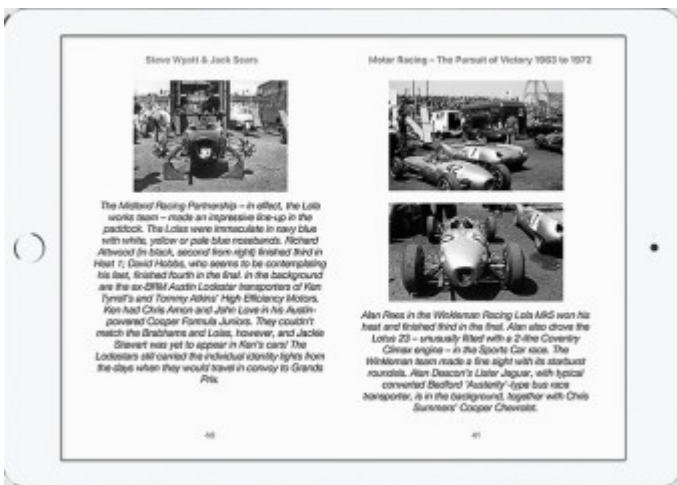 Steve Wyatt & Jack Sears
The Midland Racing Partnership – in effect, the Lola
works team – made an impressive line-up in the
paddock. The Lolas were immaculate in navy blue
with white, yellow or pale blue nosebands. Richard
Attwood (in black, second from right) finished third in
Heat 1; David Hobbs, who seems to be contemplating
his feet, finished fourth in the final. In the background
are the ex-BRM Austin Lodestar transporters of Ken
Tyrell's and Tommy Atkins' High Efficiency Motors.
Ken had Chris Amon and John Love in his Austin-
powered Cooper Formula Juniors. They couldn't
match the Brabhams and Lolas, however, and Jackie
Stewart was yet to appear in Ken's cars! The
Lodestars still carried the individual identity lights from
the days when they would travel in convoy to Grands
Prix.
Motor Racing – The Pursuit of Victory 1963 to 1972
Alan Rees in the Winkleman Racing Lola Mk5 won his
heat and finished third in the final. Alan also drove the
Lotus 23 – unusually fitted with a 2-litre Coventry
Climax engine – in the Sports Car race. The
Winkleman team made a fine sight with its starburst
roundels. Alan Deacon's Lister Jaguar, with typical
converted Bedford 'Austerity'-type bus race
transporter, is in the background, together with Chris
Summers' Cooper Chevrolet.
41